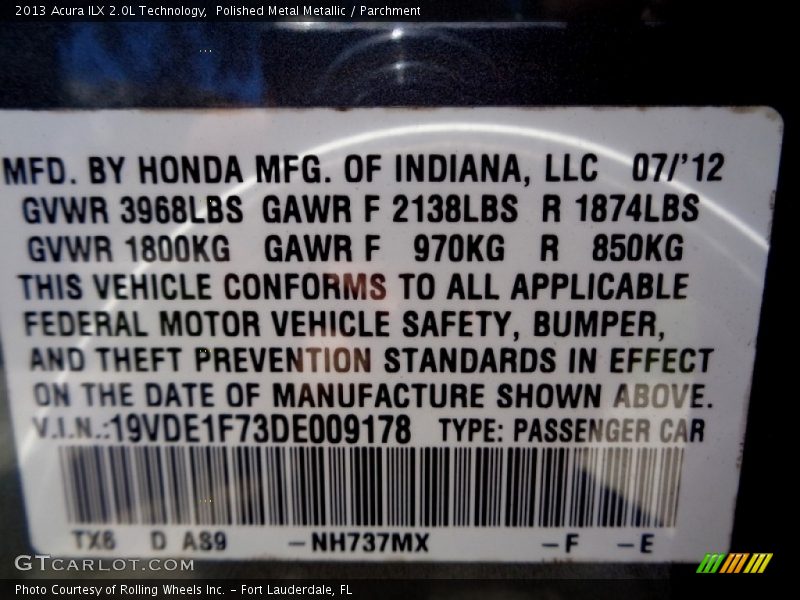 2013 Acura ILX 2.0L Technology, Polished Metal Metallic / Parchment
MFD. BY HONDA MFG. OF INDIANA, LLC 07/'12
GVWR 3968LBS GAWR F 2138LBS R 1874LBS
GVWR 1800KG GAWR F 970KG R 850KG
THIS VEHICLE CONFORMS TO ALL APPLICABLE
FEDERAL MOTOR VEHICLE SAFETY, BUMPER,
AND THEFT PREVENTION STANDARDS IN EFFECT
ON THE DATE OF MANUFACTURE SHOWN ABOVE.
V.I.N.:19VDE1F73DE009178 TYPE: PASSENGER CAR
TX6 D AS9 -NH737MX -F -E
GTCARLOT.COM
Photo Courtesy of Rolling Wheels Inc. - Fort Lauderdale, FL